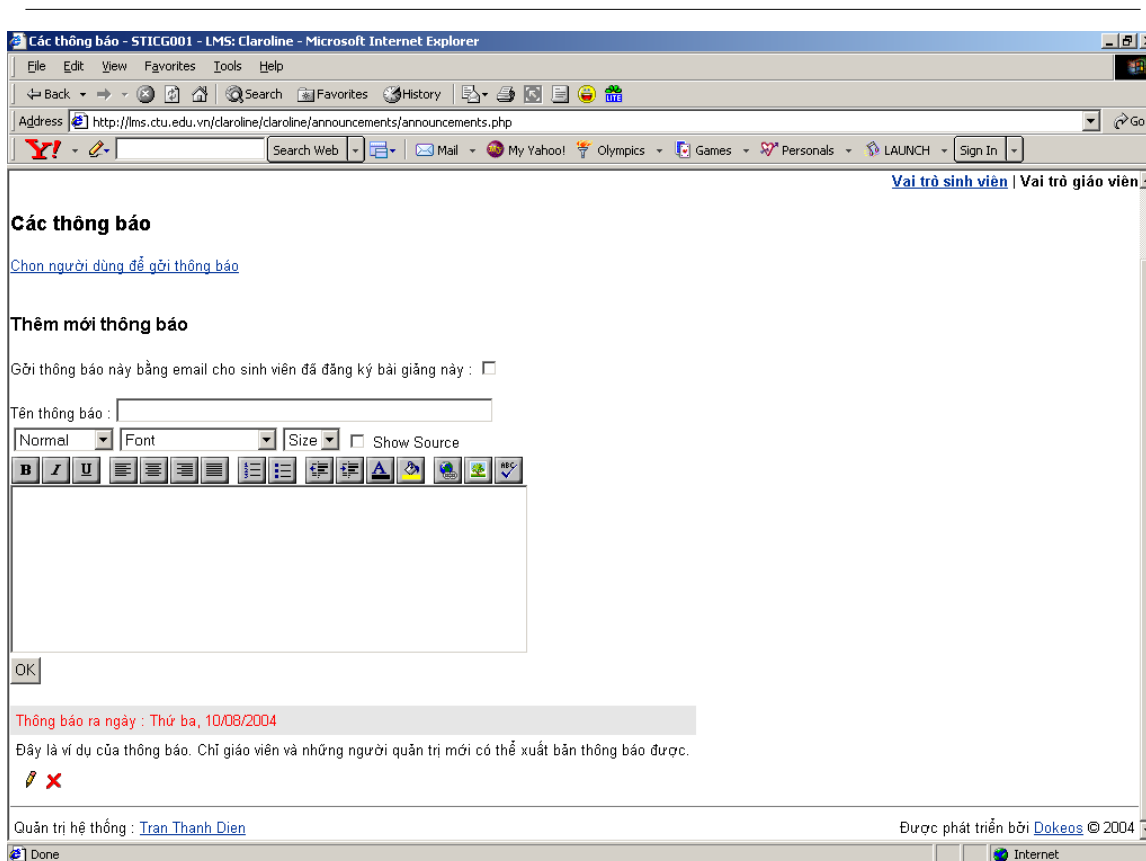 Các thông báo - STICG001 - LMS: Claroline - Microsoft Internet Explorer
File Edit View Favorites Tools Help
Back Search Favorites History
Address http://lms.ctu.edu.vn/claroline/claroline/announcements/announcements.php Go
Y! Search Web Mail My Yahoo! Olympics Games Personals LAUNCH Sign In
Vai trò sinh viên | Vai trò giáo viên
Các thông báo
Chon người dùng để gởi thông báo
Thêm mới thông báo
Gởi thông báo này bằng email cho sinh viên đã đăng ký bài giảng này :
Tên thông báo :
Normal Font Size Show Source
B I U A ABC
OK
Thông báo ra ngày : Thứ ba, 10/08/2004
Đây là ví dụ của thông báo. Chỉ giáo viên và những người quản trị mới có thể xuất bản thông báo được.
Quản trị hệ thống : Tran Thanh Dien Được phát triển bởi Dokeos © 2004
Done Internet